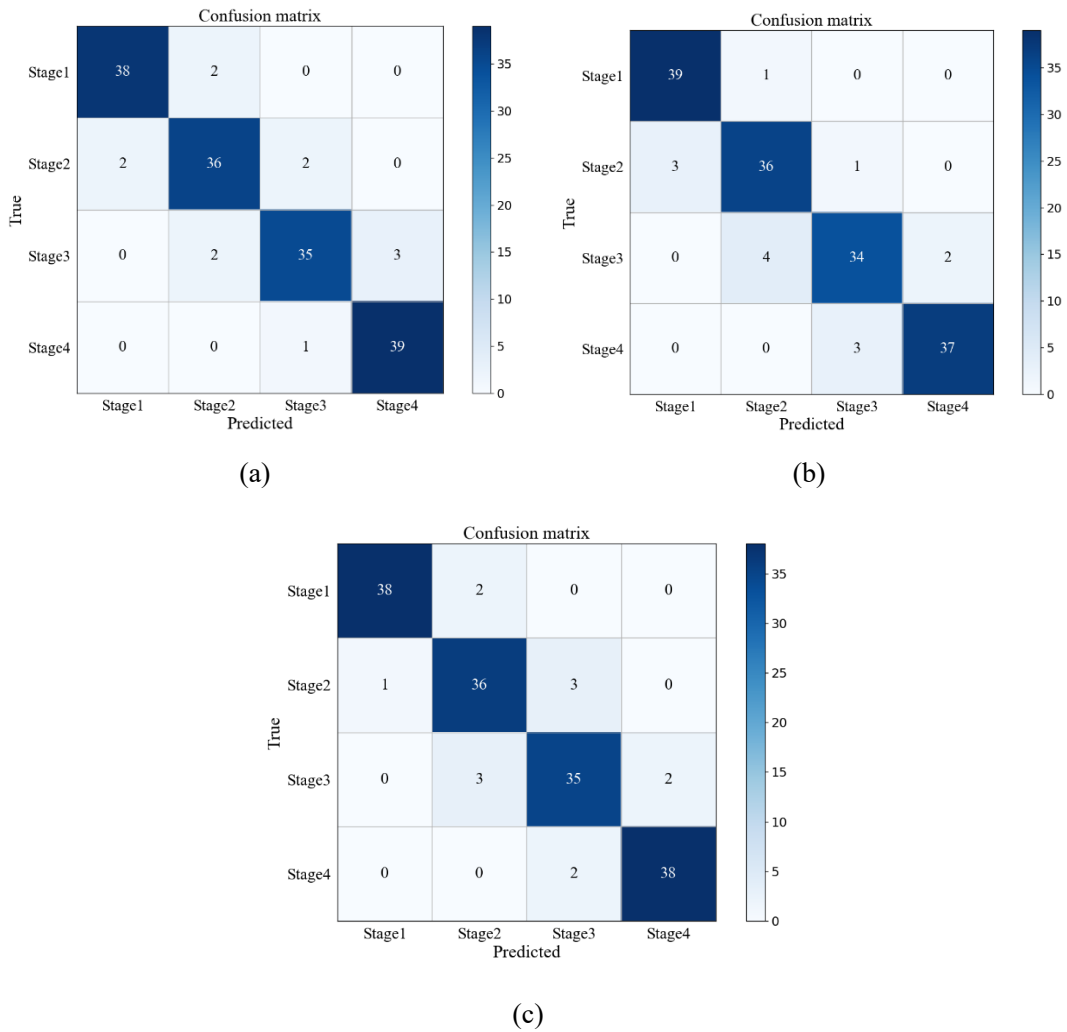 Confusion matrix
Stage1 38 2 0 0 35
30
Stage2 2 36 2 0 25
20
True
15
Stage3 0 2 35 3 10
5
Stage4 0 0 1 39
0
Stage1 Stage2 Stage3 Stage4
Predicted
(a)
Confusion matrix
Stage1 39 1 0 0 35
30
Stage2 3 36 1 0 25
20
True
15
Stage3 0 4 34 2 10
5
Stage4 0 0 3 37
0
Stage1 Stage2 Stage3 Stage4
Predicted
(b)
Confusion matrix
Stage1 38 2 0 0 35
30
Stage2 1 36 3 0 25
20
True
15
Stage3 0 3 35 2 10
5
Stage4 0 0 2 38
0
Stage1 Stage2 Stage3 Stage4
Predicted
(c)